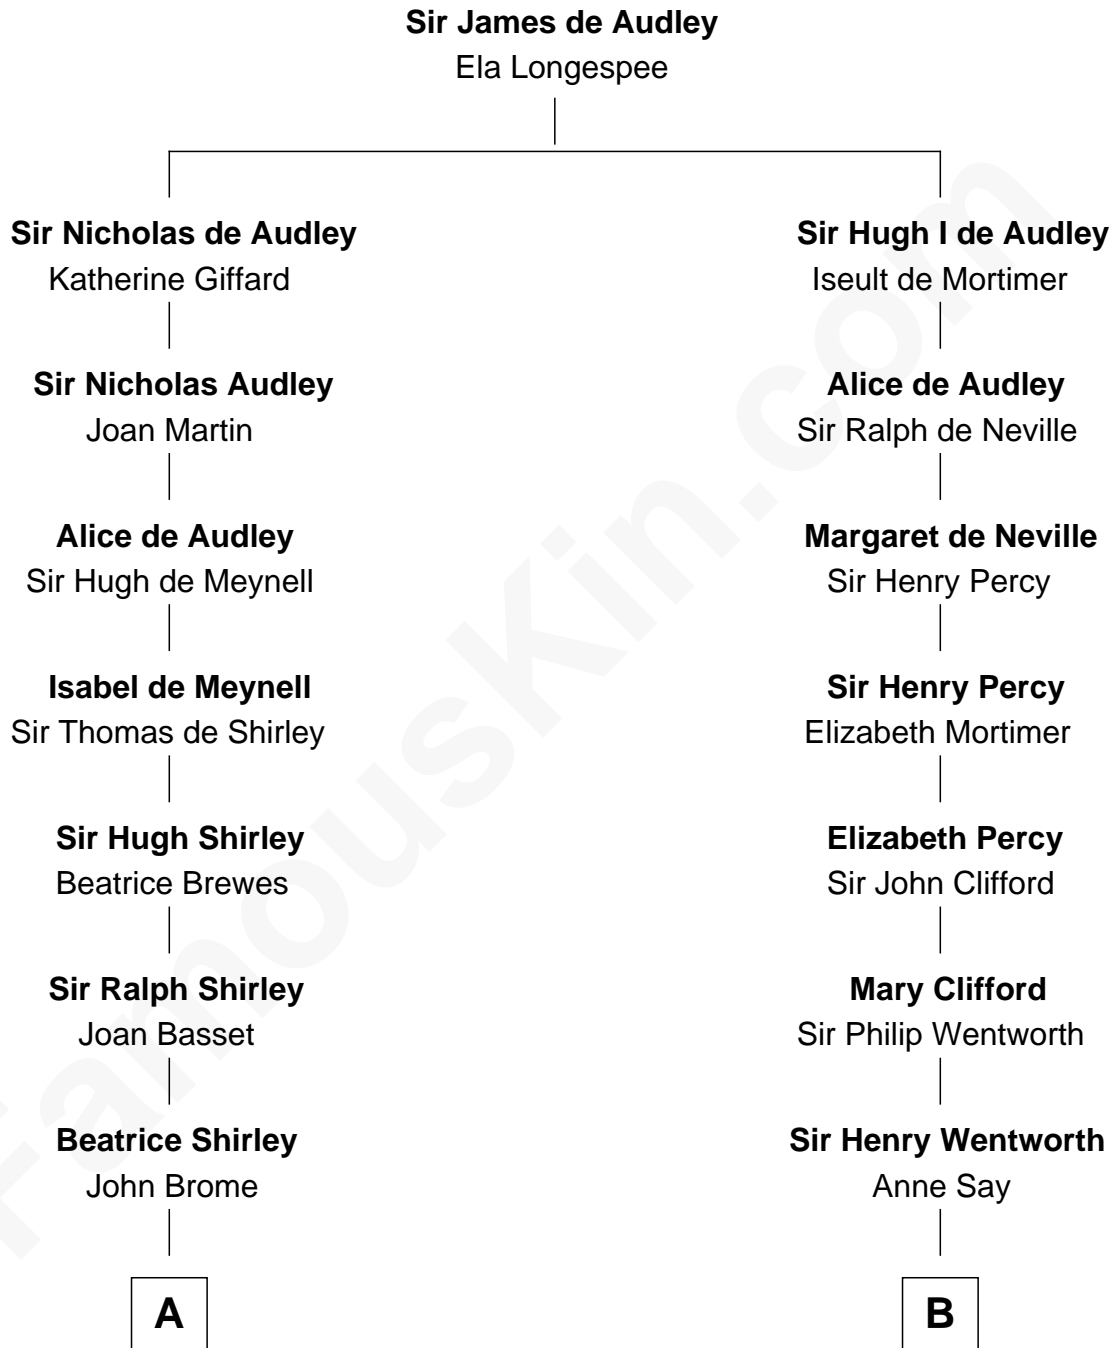 Sir James de Audley
Ela Longespee
Sir Nicholas de Audley
Katherine Giffard
Sir Hugh I de Audley
Iseult de Mortimer
Sir Nicholas Audley
Joan Martin
Alice de Audley
Sir Ralph de Neville
Alice de Audley
Sir Hugh de Meynell
Margaret de Neville
Sir Henry Percy
Isabel de Meynell
Sir Thomas de Shirley
Sir Henry Percy
Elizabeth Mortimer
Sir Hugh Shirley
Beatrice Brewes
Elizabeth Percy
Sir John Clifford
Sir Ralph Shirley
Joan Basset
Mary Clifford
Sir Philip Wentworth
Beatrice Shirley
John Brome
Sir Henry Wentworth
Anne Say
A
B
FamousKin.com